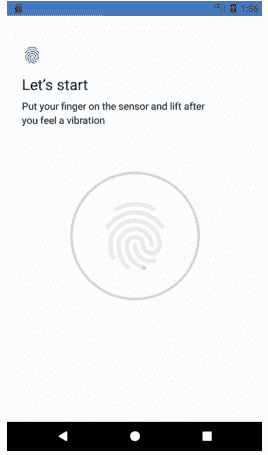 1:56
Let's start
Put your finger on the sensor and lift after
you feel a vibration